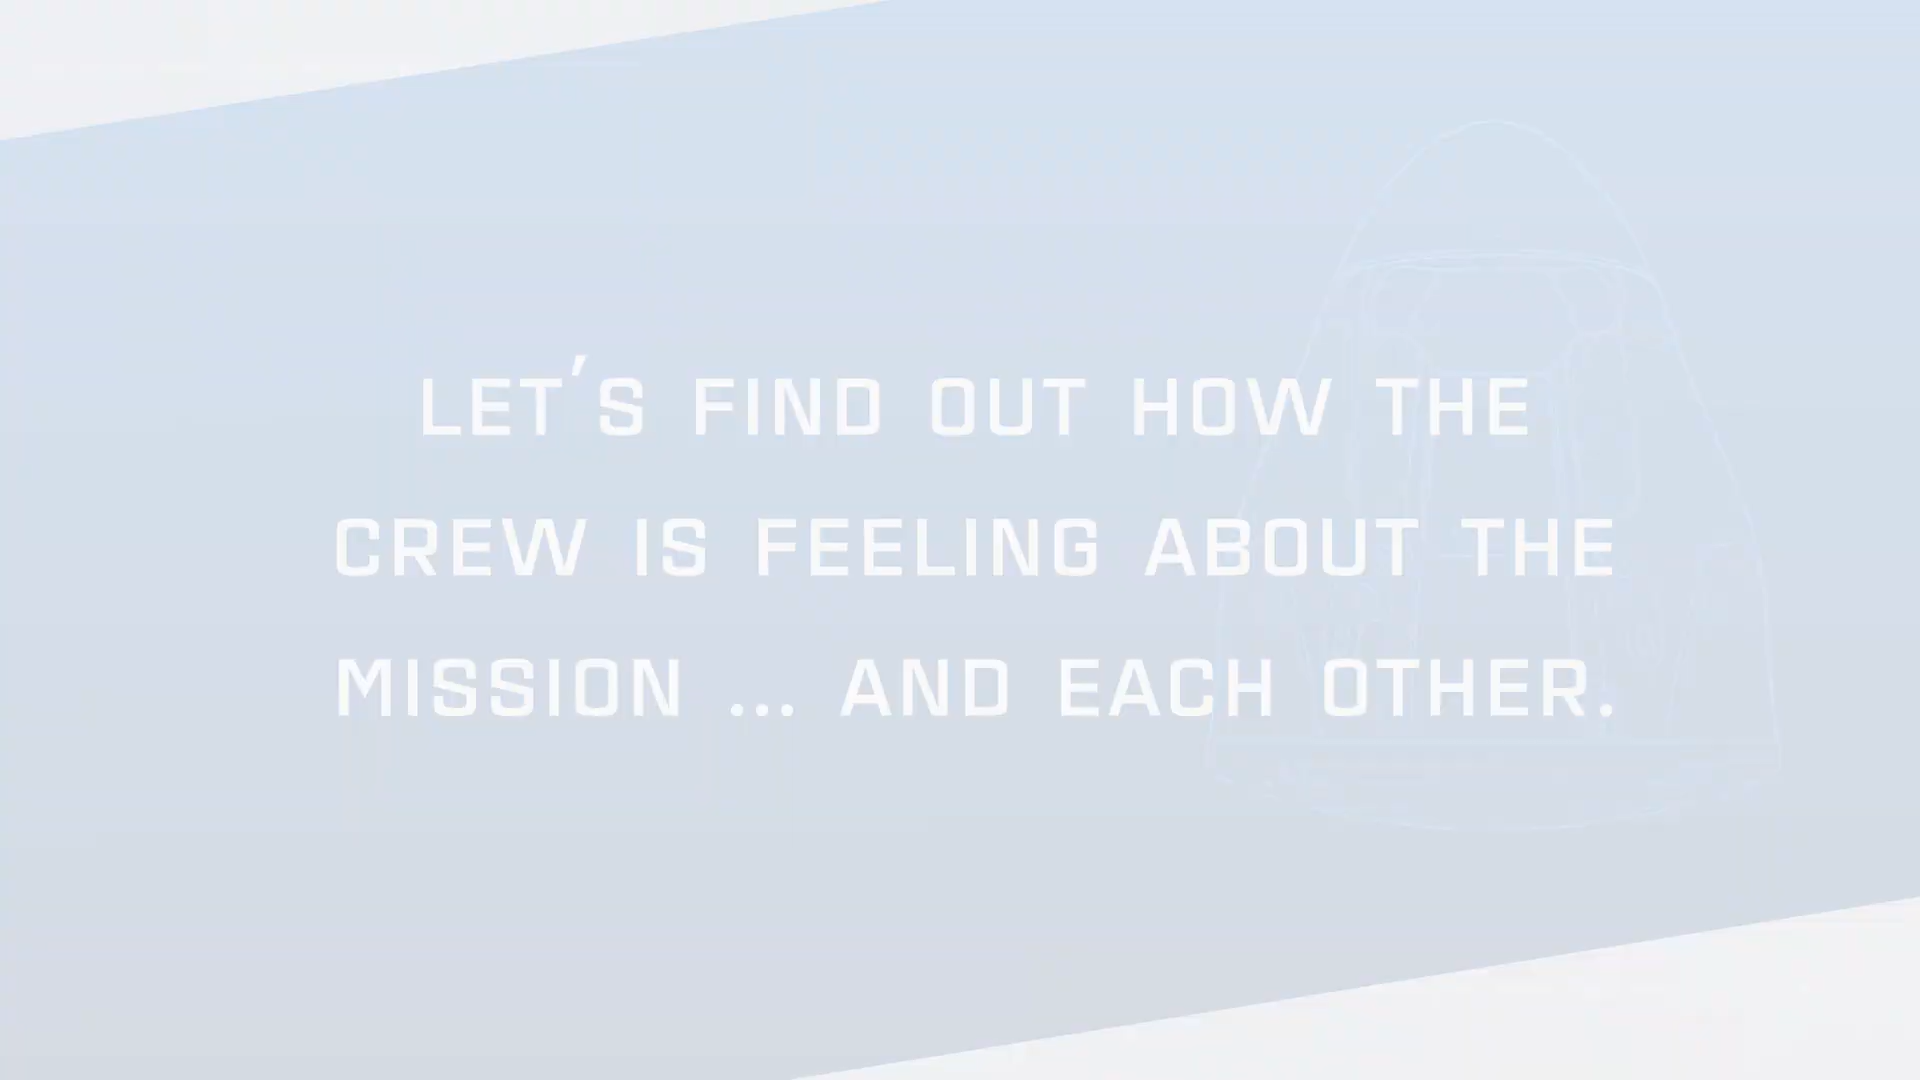 LET'S FIND OUT HOW THE
CREW IS FEELING ABOUT THE
MISSION ... AND EACH OTHER.